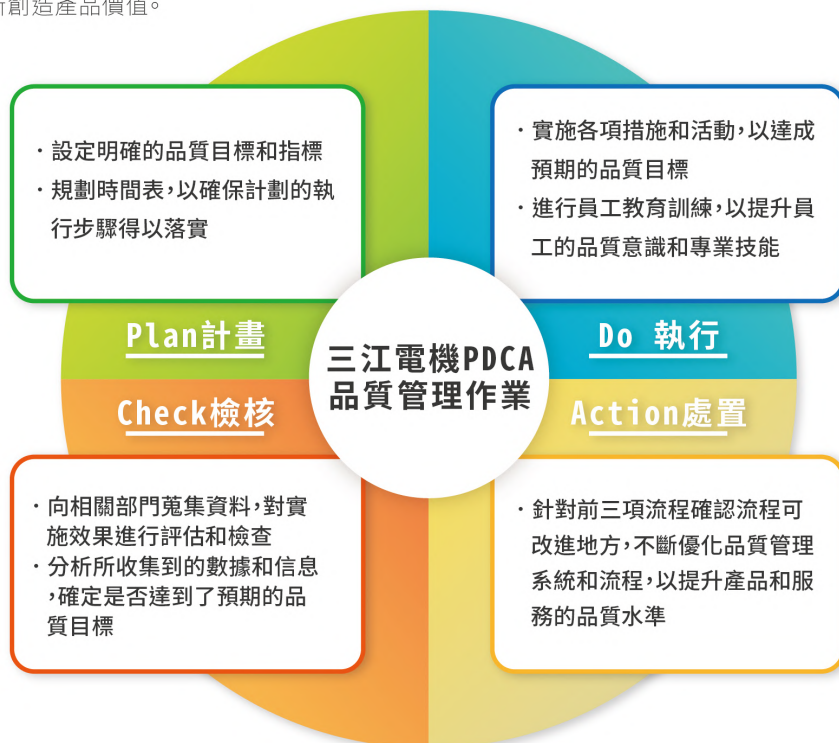 創造產品價值。
・設定明確的品質目標和指標
・規劃時間表,以確保計劃的執
行步驟得以落實
Plan計畫
・實施各項措施和活動,以達成
預期的品質目標
・進行員工教育訓練,以提升員
工的品質意識和專業技能
Do 執行
三江電機PDCA
品質管理作業
Check檢核
・向相關部門蒐集資料,對實
施效果進行評估和檢查
・分析所收集到的數據和信息
,確定是否達到了預期的品
質目標
Action處置
・針對前三項流程確認流程可
改進地方,不斷優化品質管理
系統和流程,以提升產品和服
務的品質水準